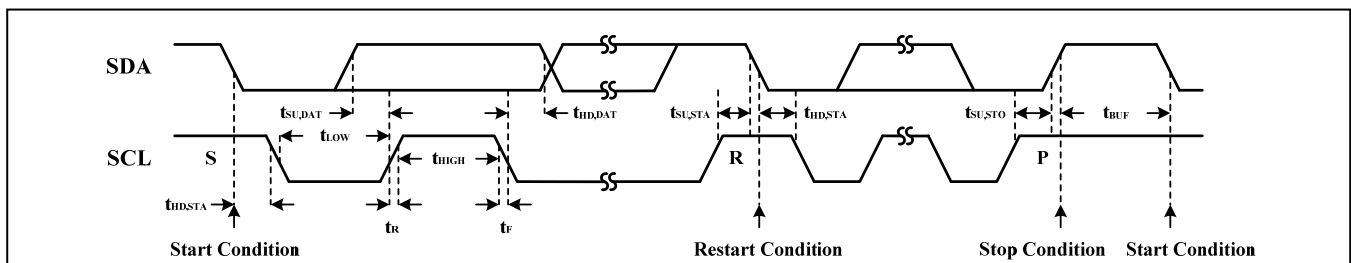 SDA
tSU,DAT
tHD,DAT
tSU,STA
tHD,STA
tSU,STO
tBUF
tLOW
SCL
S
tHIGH
R
P
tHD,STA
tR
tF
Start Condition
Restart Condition
Stop Condition
Start Condition